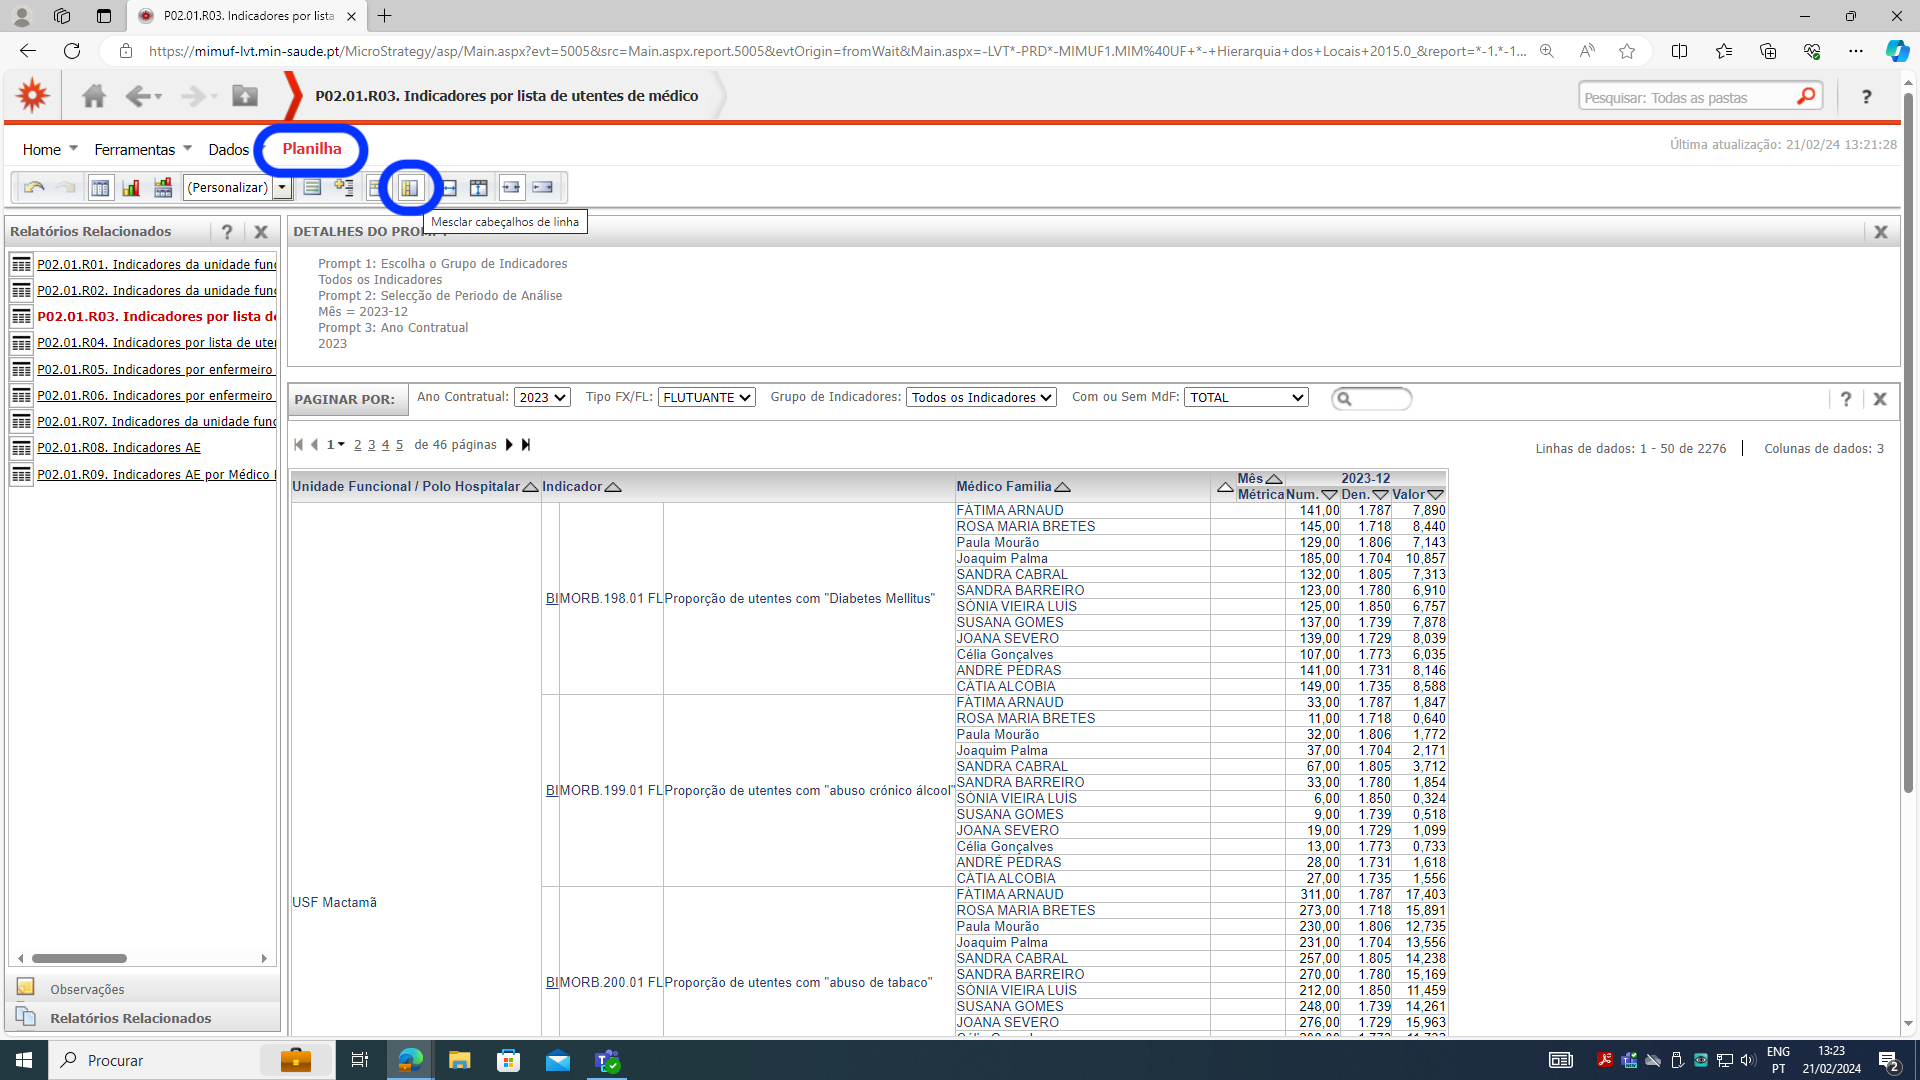 P02.01.R03. Indicadores por lista
https://mimuf-lvt.min-saude.pt/MicroStrategy/asp/Main.aspx?evt=5005&src=Main.aspx.report.5005&evtOrigin=fromWait&Main.aspx=-LVT*-PRD*-MIMUF1.MIM%40UF+*-+Hierarquia+dos+Locais+2015.0_&report=*-1.*-1...
P02.01.R03. Indicadores por lista de utentes de médico
Pesquisar: Todas as pastas
?
Home Ferramentas Dados Planilha
Última atualização: 21/02/24 13:21:28
(Personalizar)
Mesclar cabeçalhos de linha
Relatórios Relacionados ?
P02.01.R01. Indicadores da unidade fun
P02.01.R02. Indicadores da unidade fun
P02.01.R03. Indicadores por lista d
P02.01.R04. Indicadores por lista de ute
P02.01.R05. Indicadores por enfermeiro
P02.01.R06. Indicadores por enfermeiro
P02.01.R07. Indicadores da unidade fun
P02.01.R08. Indicadores AE
P02.01.R09. Indicadores AE por Médico
Observações
Relatórios Relacionados
DETALHES DO PROM
Prompt 1: Escolha o Grupo de Indicadores
Todos os Indicadores
Prompt 2: Selecção de Periodo de Análise
Mês = 2023-12
Prompt 3: Ano Contratual
2023
PAGINAR POR: Ano Contratual: 2023 Tipo FX/FL: FLUTUANTE Grupo de Indicadores: Todos os Indicadores Com ou Sem MdF: TOTAL ?
1 2 3 4 5 de 46 páginas
Linhas de dados: 1 - 50 de 2276 | Colunas de dados: 3
Unidade Funcional / Polo Hospitalar Indicador Médico Familia Mês 2023-12
Métrica Num. Den. Valor
USF Mactamã
BIMORB.198.01 FL Proporção de utentes com "Diabetes Mellitus"
FÁTIMA ARNAUD 141,00 1.787 7,890
ROSA MARIA BRETES 145,00 1.718 8,440
Paula Mourão 129,00 1.806 7,143
Joaquim Palma 185,00 1.704 10,857
SANDRA CABRAL 132,00 1.805 7,313
SANDRA BARREIRO 123,00 1.780 6,910
SÓNIA VIEIRA LUÍS 125,00 1.850 6,757
SUSANA GOMES 137,00 1.739 7,878
JOANA SEVERO 139,00 1.729 8,039
Célia Gonçalves 107,00 1.773 6,035
ANDRÉ PEDRAS 141,00 1.731 8,146
CÁTIA ALCOBIA 149,00 1.735 8,588
BIMORB.199.01 FL Proporção de utentes com "abuso crónico álcool"
FÁTIMA ARNAUD 33,00 1.787 1,847
ROSA MARIA BRETES 11,00 1.718 0,640
Paula Mourão 32,00 1.806 1,772
Joaquim Palma 37,00 1.704 2,171
SANDRA CABRAL 67,00 1.805 3,712
SANDRA BARREIRO 33,00 1.780 1,854
SÓNIA VIEIRA LUÍS 6,00 1.850 0,324
SUSANA GOMES 9,00 1.739 0,518
JOANA SEVERO 19,00 1.729 1,099
Célia Gonçalves 13,00 1.773 0,733
ANDRÉ PEDRAS 28,00 1.731 1,618
CÁTIA ALCOBIA 27,00 1.735 1,556
BIMORB.200.01 FL Proporção de utentes com "abuso de tabaco"
FÁTIMA ARNAUD 311,00 1.787 17,403
ROSA MARIA BRETES 273,00 1.718 15,891
Paula Mourão 230,00 1.806 12,735
Joaquim Palma 231,00 1.704 13,556
SANDRA CABRAL 257,00 1.805 14,238
SANDRA BARREIRO 270,00 1.780 15,169
SÓNIA VIEIRA LUÍS 212,00 1.850 11,459
SUSANA GOMES 248,00 1.739 14,261
JOANA SEVERO 276,00 1.729 15,963
Procurar
ENG
PT
13:23
21/02/2024
2